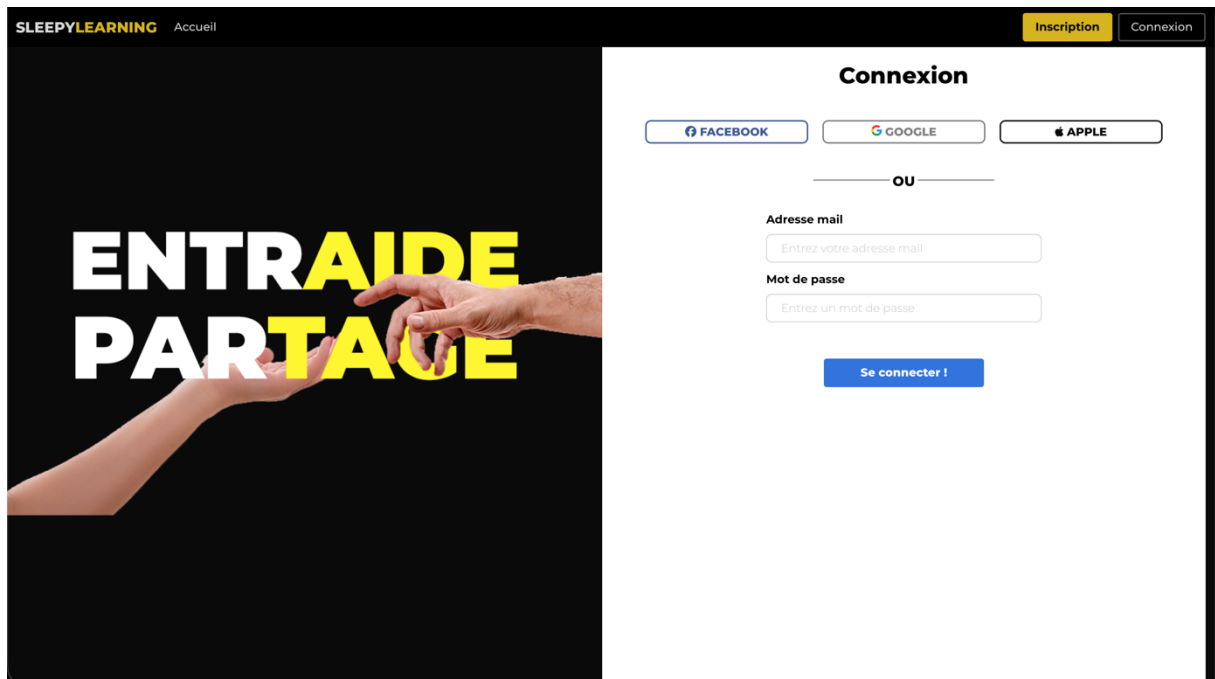 SLEEPYLEARNING Accueil Inscription Connexion
ENTRAIDE
PARTAGE
Connexion
FACEBOOK GOOGLE APPLE
OU
Adresse mail
Entrez votre adresse mail
Mot de passe
Entrez un mot de passe
Se connecter !